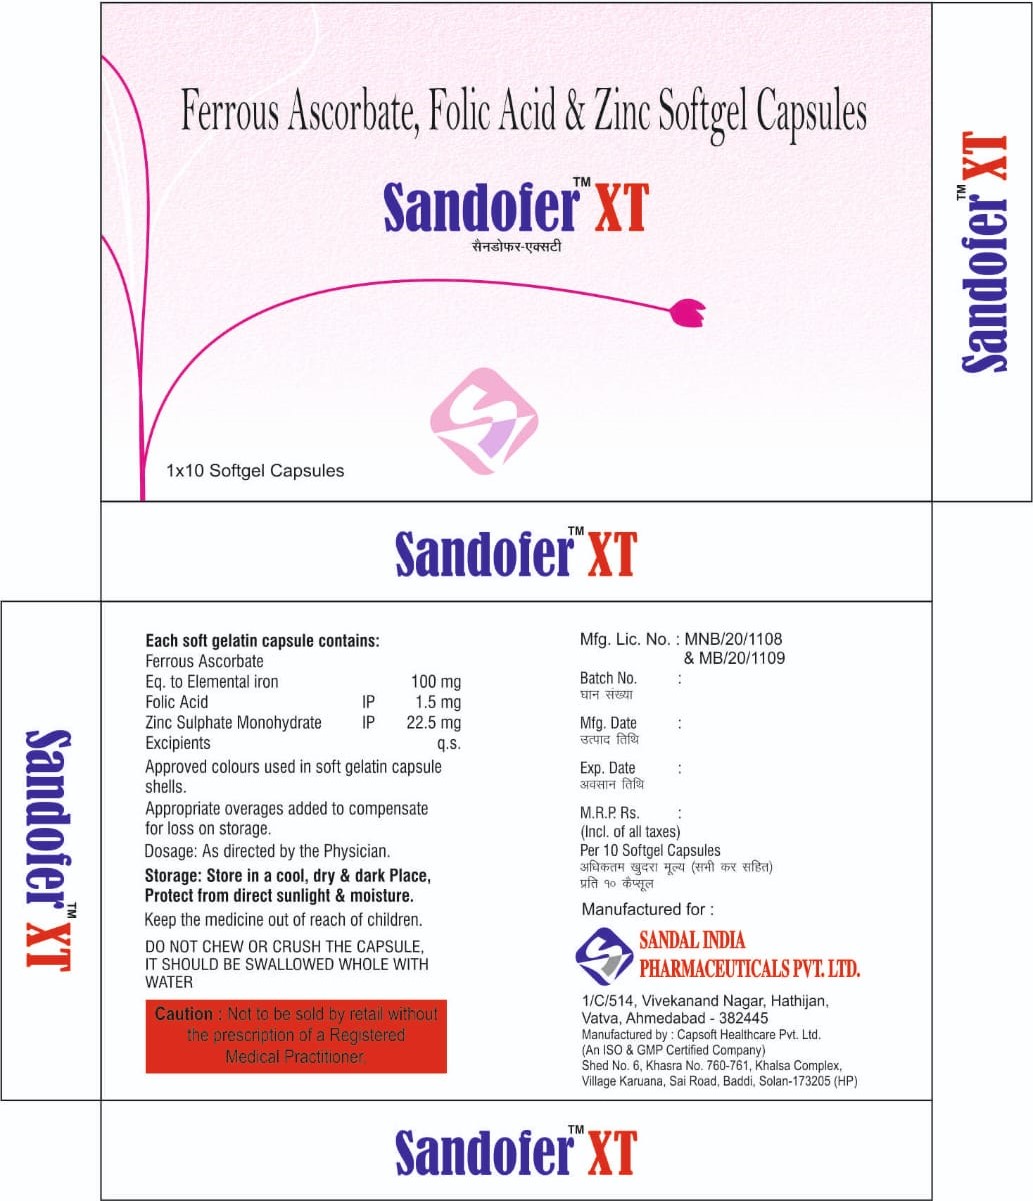 Ferrous Ascorbate, Folic Acid & Zinc Softgel Capsules
Sandofer™ XT
सैनडोफर-एक्सटी
1x10 Softgel Capsules
Sandofer™ XT
Sandofer™ XT
Sandofer™ XT
Each soft gelatin capsule contains:
Ferrous Ascorbate
Eq. to Elemental iron 100 mg
Folic Acid IP 1.5 mg
Zinc Sulphate Monohydrate IP 22.5 mg
Excipients q.s.
Approved colours used in soft gelatin capsule
shells.
Appropriate overages added to compensate
for loss on storage.
Dosage: As directed by the Physician.
Storage: Store in a cool, dry & dark Place,
Protect from direct sunlight & moisture.
Keep the medicine out of reach of children.
DO NOT CHEW OR CRUSH THE CAPSULE,
IT SHOULD BE SWALLOWED WHOLE WITH
WATER
Caution : Not to be sold by retail without
the prescription of a Registered
Medical Practitioner.
Mfg. Lic. No. : MNB/20/1108
& MB/20/1109
Batch No. :
घान संख्या
Mfg. Date :
उत्पाद तिथि
Exp. Date :
अवसान तिथि
M.R.P. Rs. :
(Incl. of all taxes)
Per 10 Softgel Capsules
अधिकतम खुदरा मूल्य (सभी कर सहित)
प्रति १० कैप्सूल
Manufactured for :
SANDAL INDIA
PHARMACEUTICALS PVT. LTD.
1/C/514, Vivekanand Nagar, Hathijan,
Vatva, Ahmedabad - 382445
Manufactured by : Capsoft Healthcare Pvt. Ltd.
(An ISO & GMP Certified Company)
Shed No. 6, Khasra No. 760-761, Khalsa Complex,
Village Karuana, Sai Road, Baddi, Solan-173205 (HP)
Sandofer™ XT